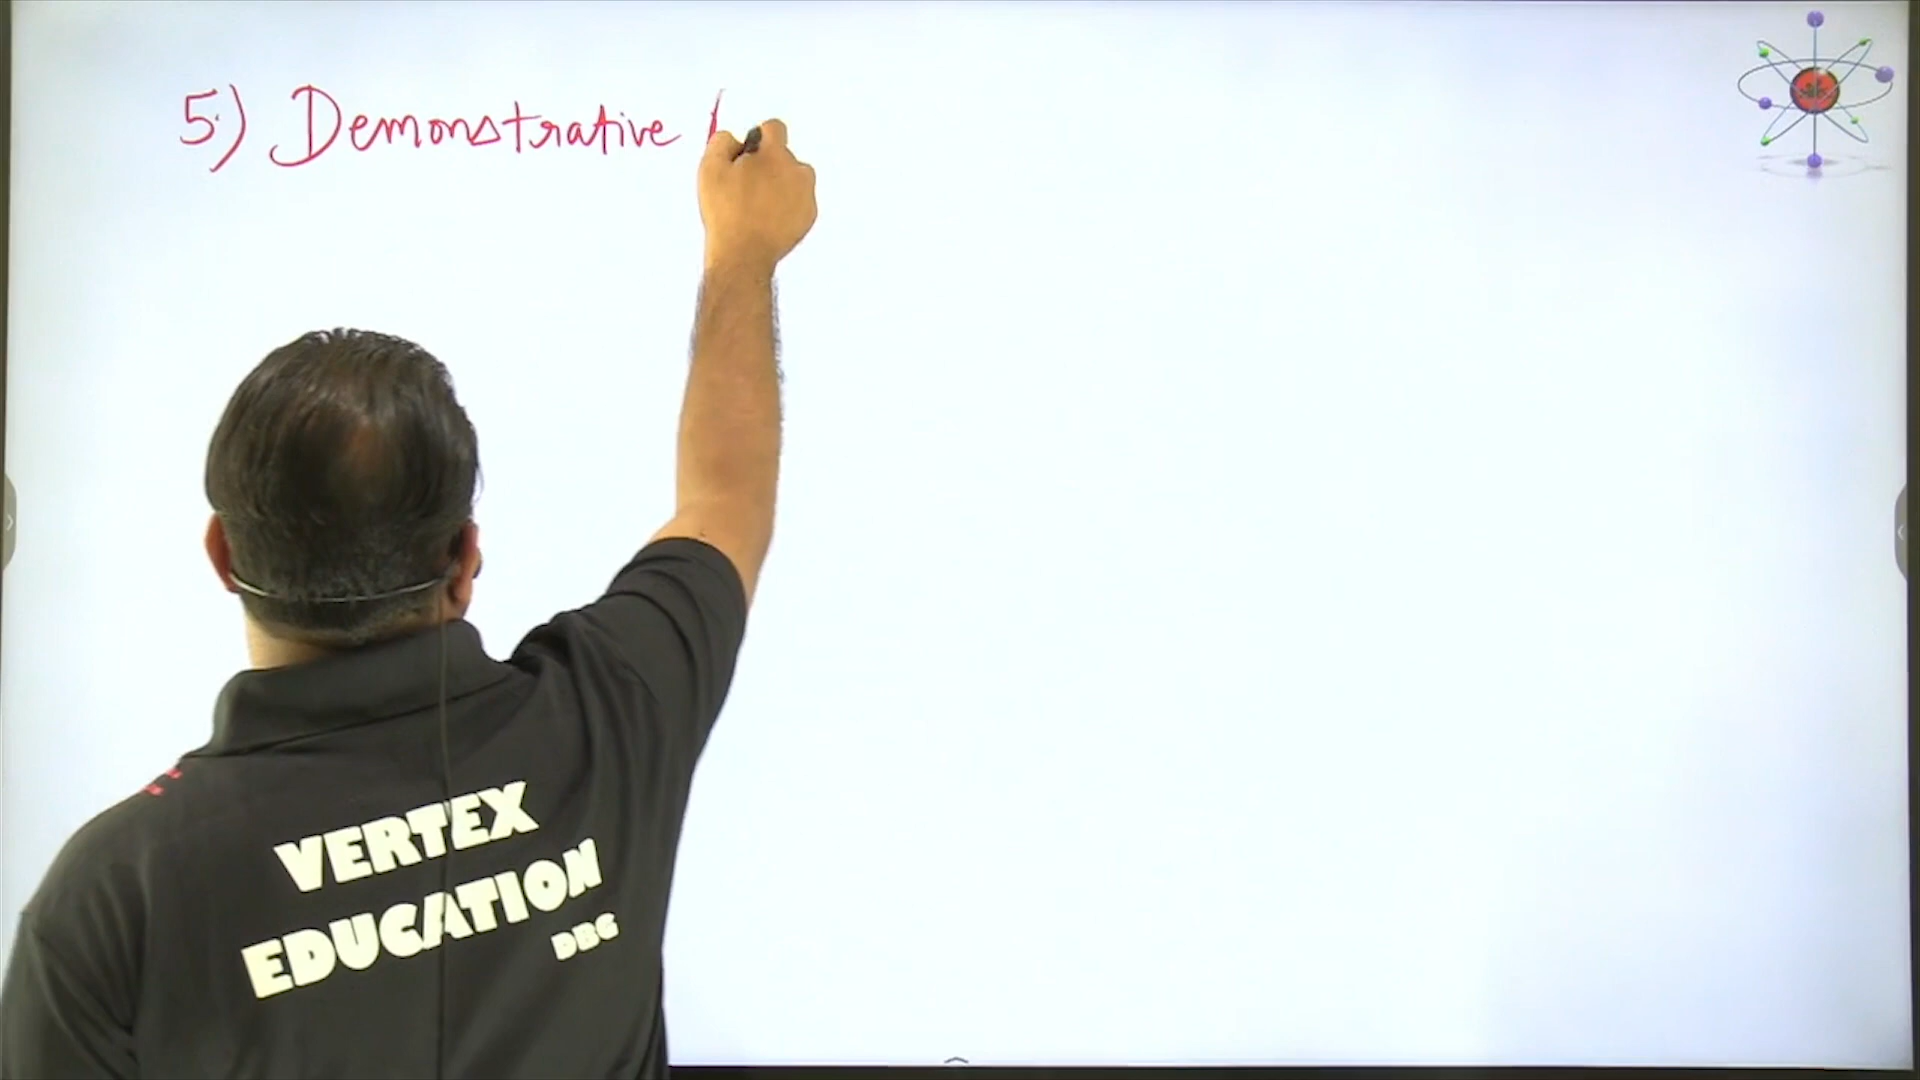 5.) Demonstrative
VERTEX
EDUCATION
DBG